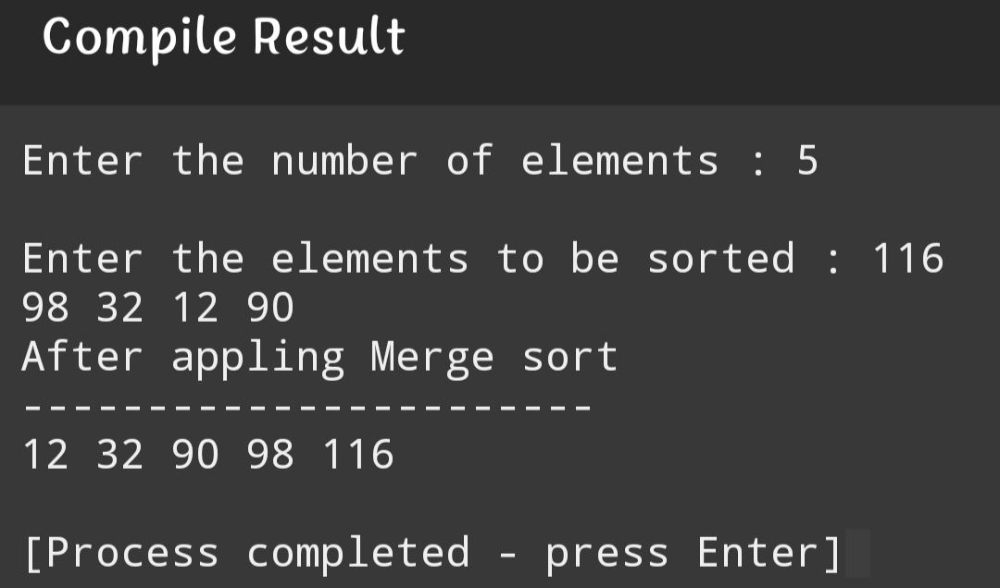 Compile Result
Enter the number of elements : 5
Enter the elements to be sorted : 116
98 32 12 90
After appling Merge sort
-----------------------
12 32 90 98 116
[Process completed - press Enter]